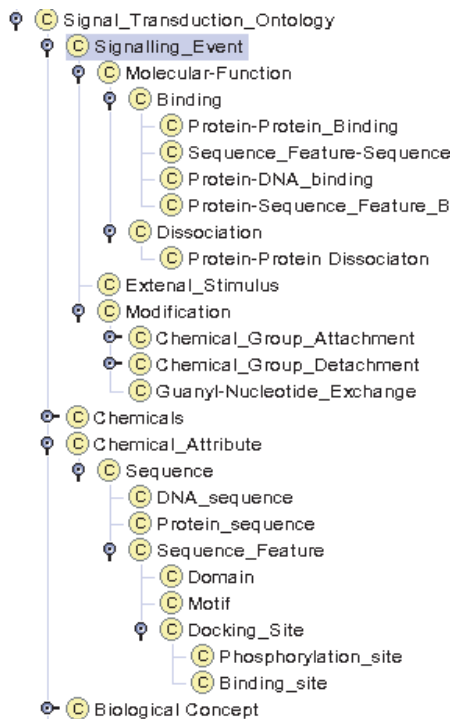 Signal_Transduction_Ontology
Signalling_Event
Molecular-Function
Binding
Protein-Protein_Binding
Sequence_Feature-Sequence
Protein-DNA_binding
Protein-Sequence_Feature_B
Dissociation
Protein-Protein Dissociaton
Extenal_Stimulus
Modification
Chemical_Group_Attachment
Chemical_Group_Detachment
Guanyl-Nucleotide_Exchange
Chemicals
Chemical_Attribute
Sequence
DNA_sequence
Protein_sequence
Sequence_Feature
Domain
Motif
Docking_Site
Phosphorylation_site
Binding_site
Biological Concept